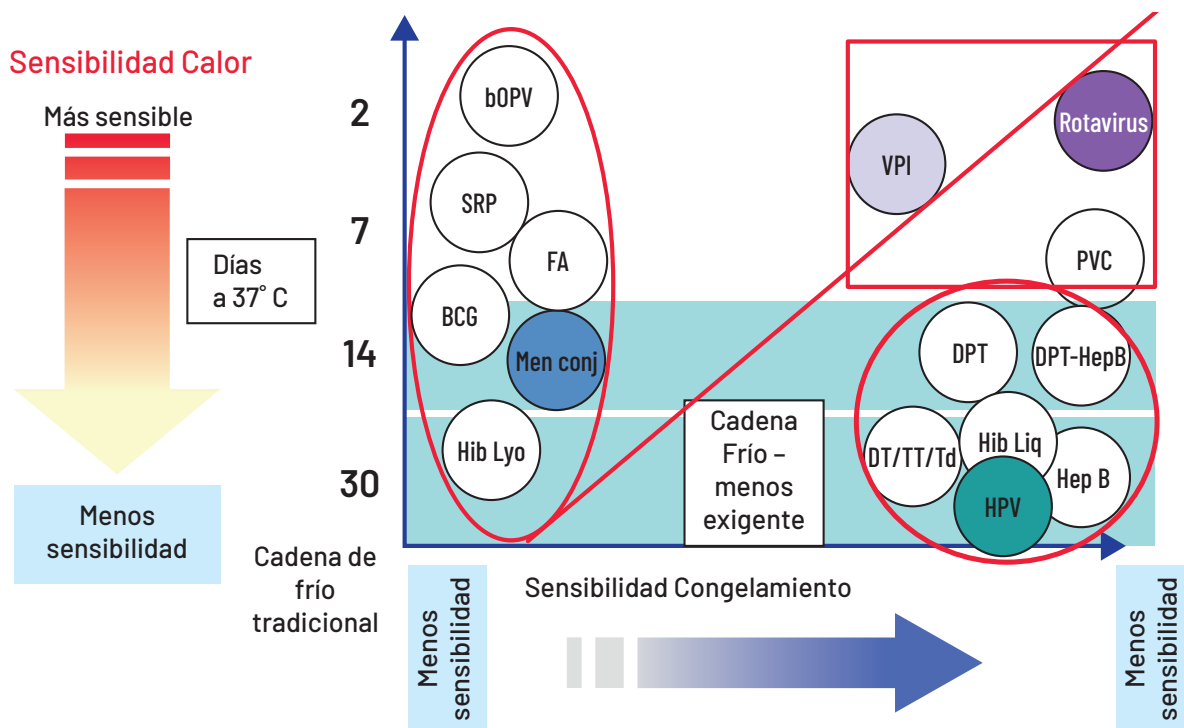 Sensibilidad Calor
Más sensible
Días
a 37° C
Menos
sensibilidad
2
7
14
30
Cadena de
frío
tradicional
bOPV
SRP
FA
BCG
Men conj
Hib Lyo
VPI
Rotavirus
PVC
DPT
DPT-HepB
DT/TT/Td
Hib Liq
Hep B
HPV
Cadena
Frío –
menos
exigente
Sensibilidad Congelamiento
Menos
sensibilidad
Menos
sensibilidad